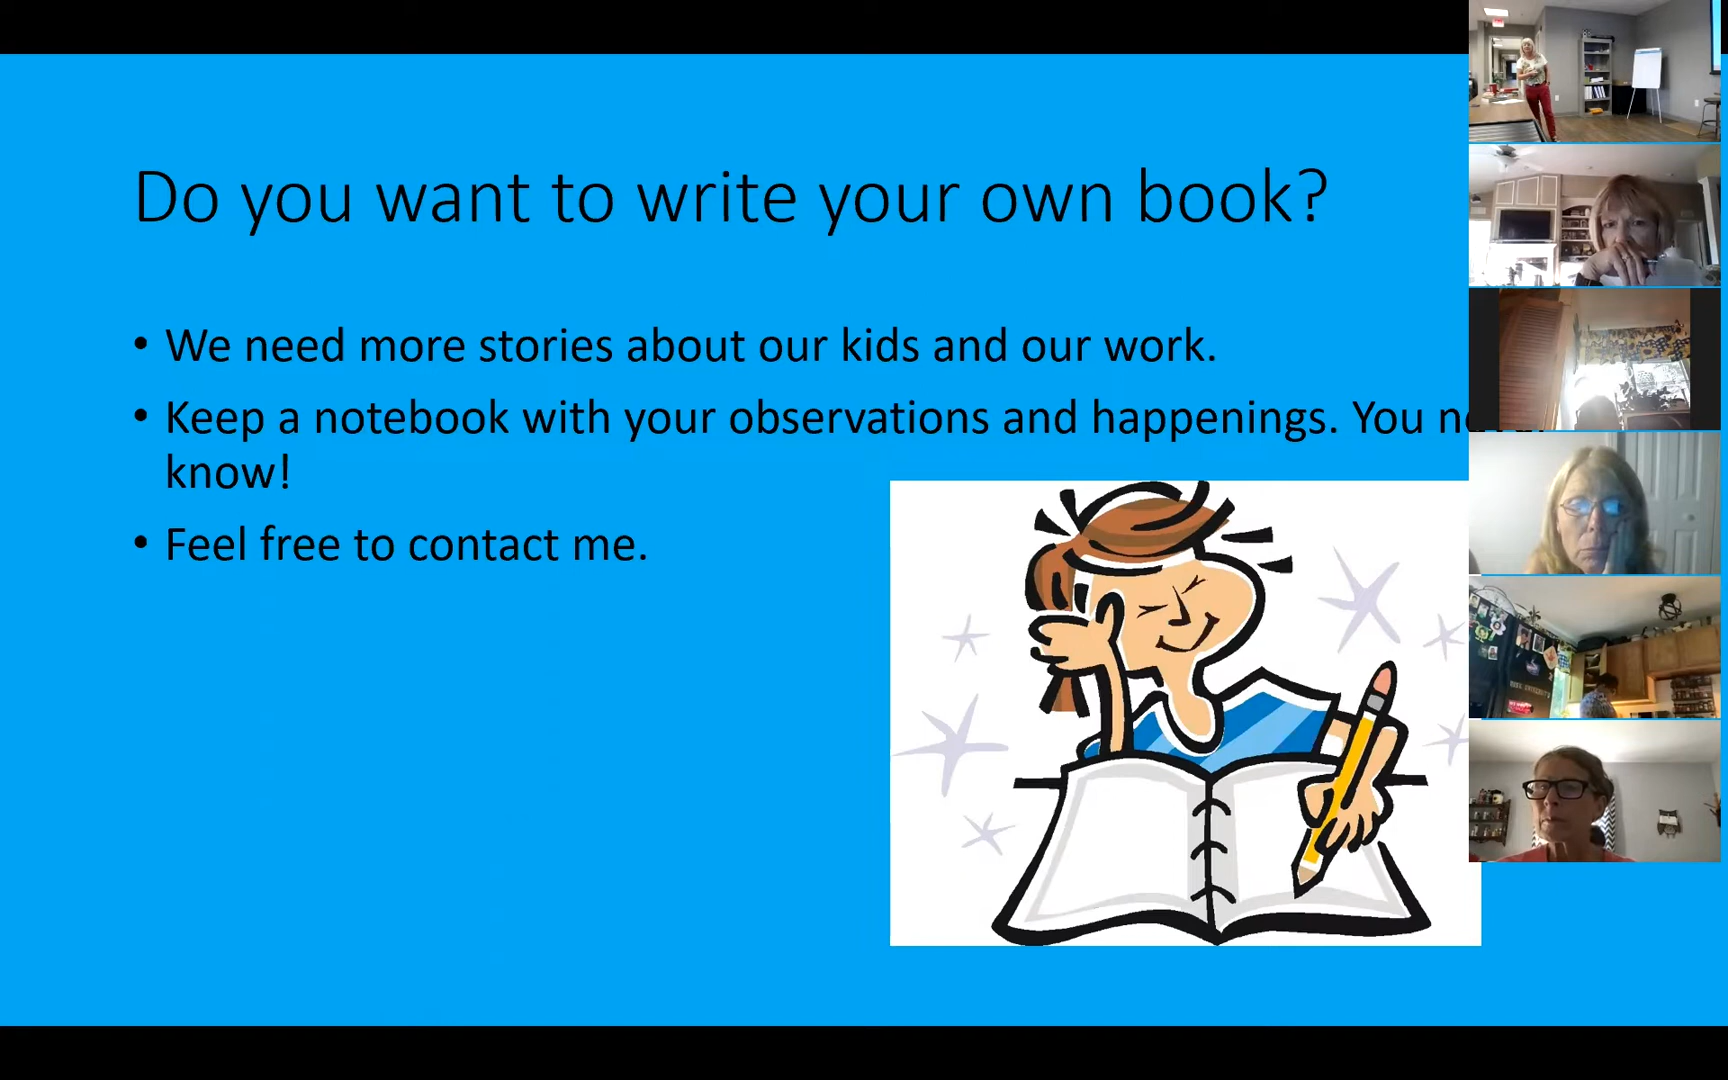 Do you want to write your own book?
• We need more stories about our kids and our work.
• Keep a notebook with your observations and happenings. You
know!
• Feel free to contact me.